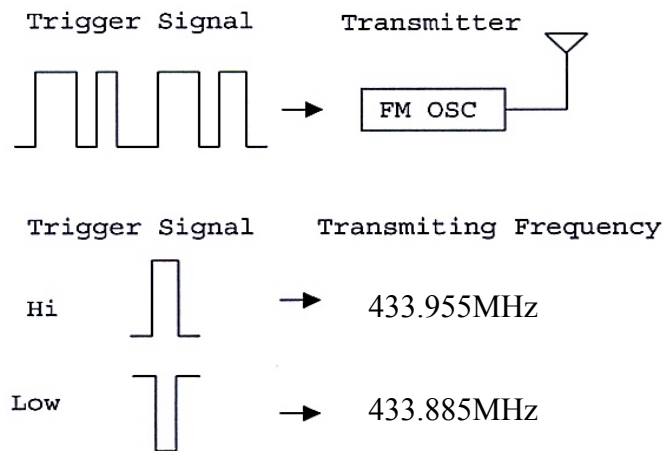 Trigger Signal Transmitter
FM OSC
Trigger Signal Transmiting Frequency
Hi 433.955MHz
Low 433.885MHz